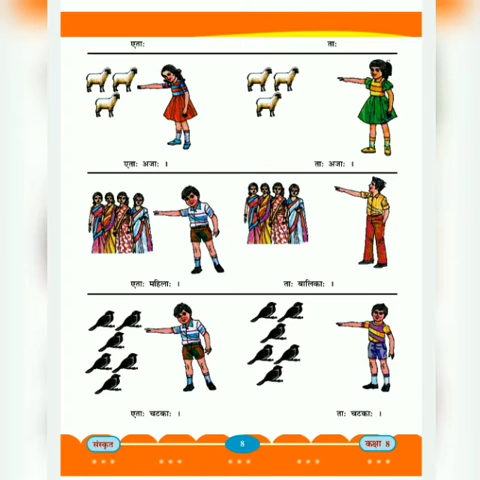 एताः ताः
एताः अजाः । ताः अजाः ।
एताः महिलाः । ताः बालिकाः ।
एताः चटकाः । ताः चटकाः ।
संस्कृत 8 कक्षा 8